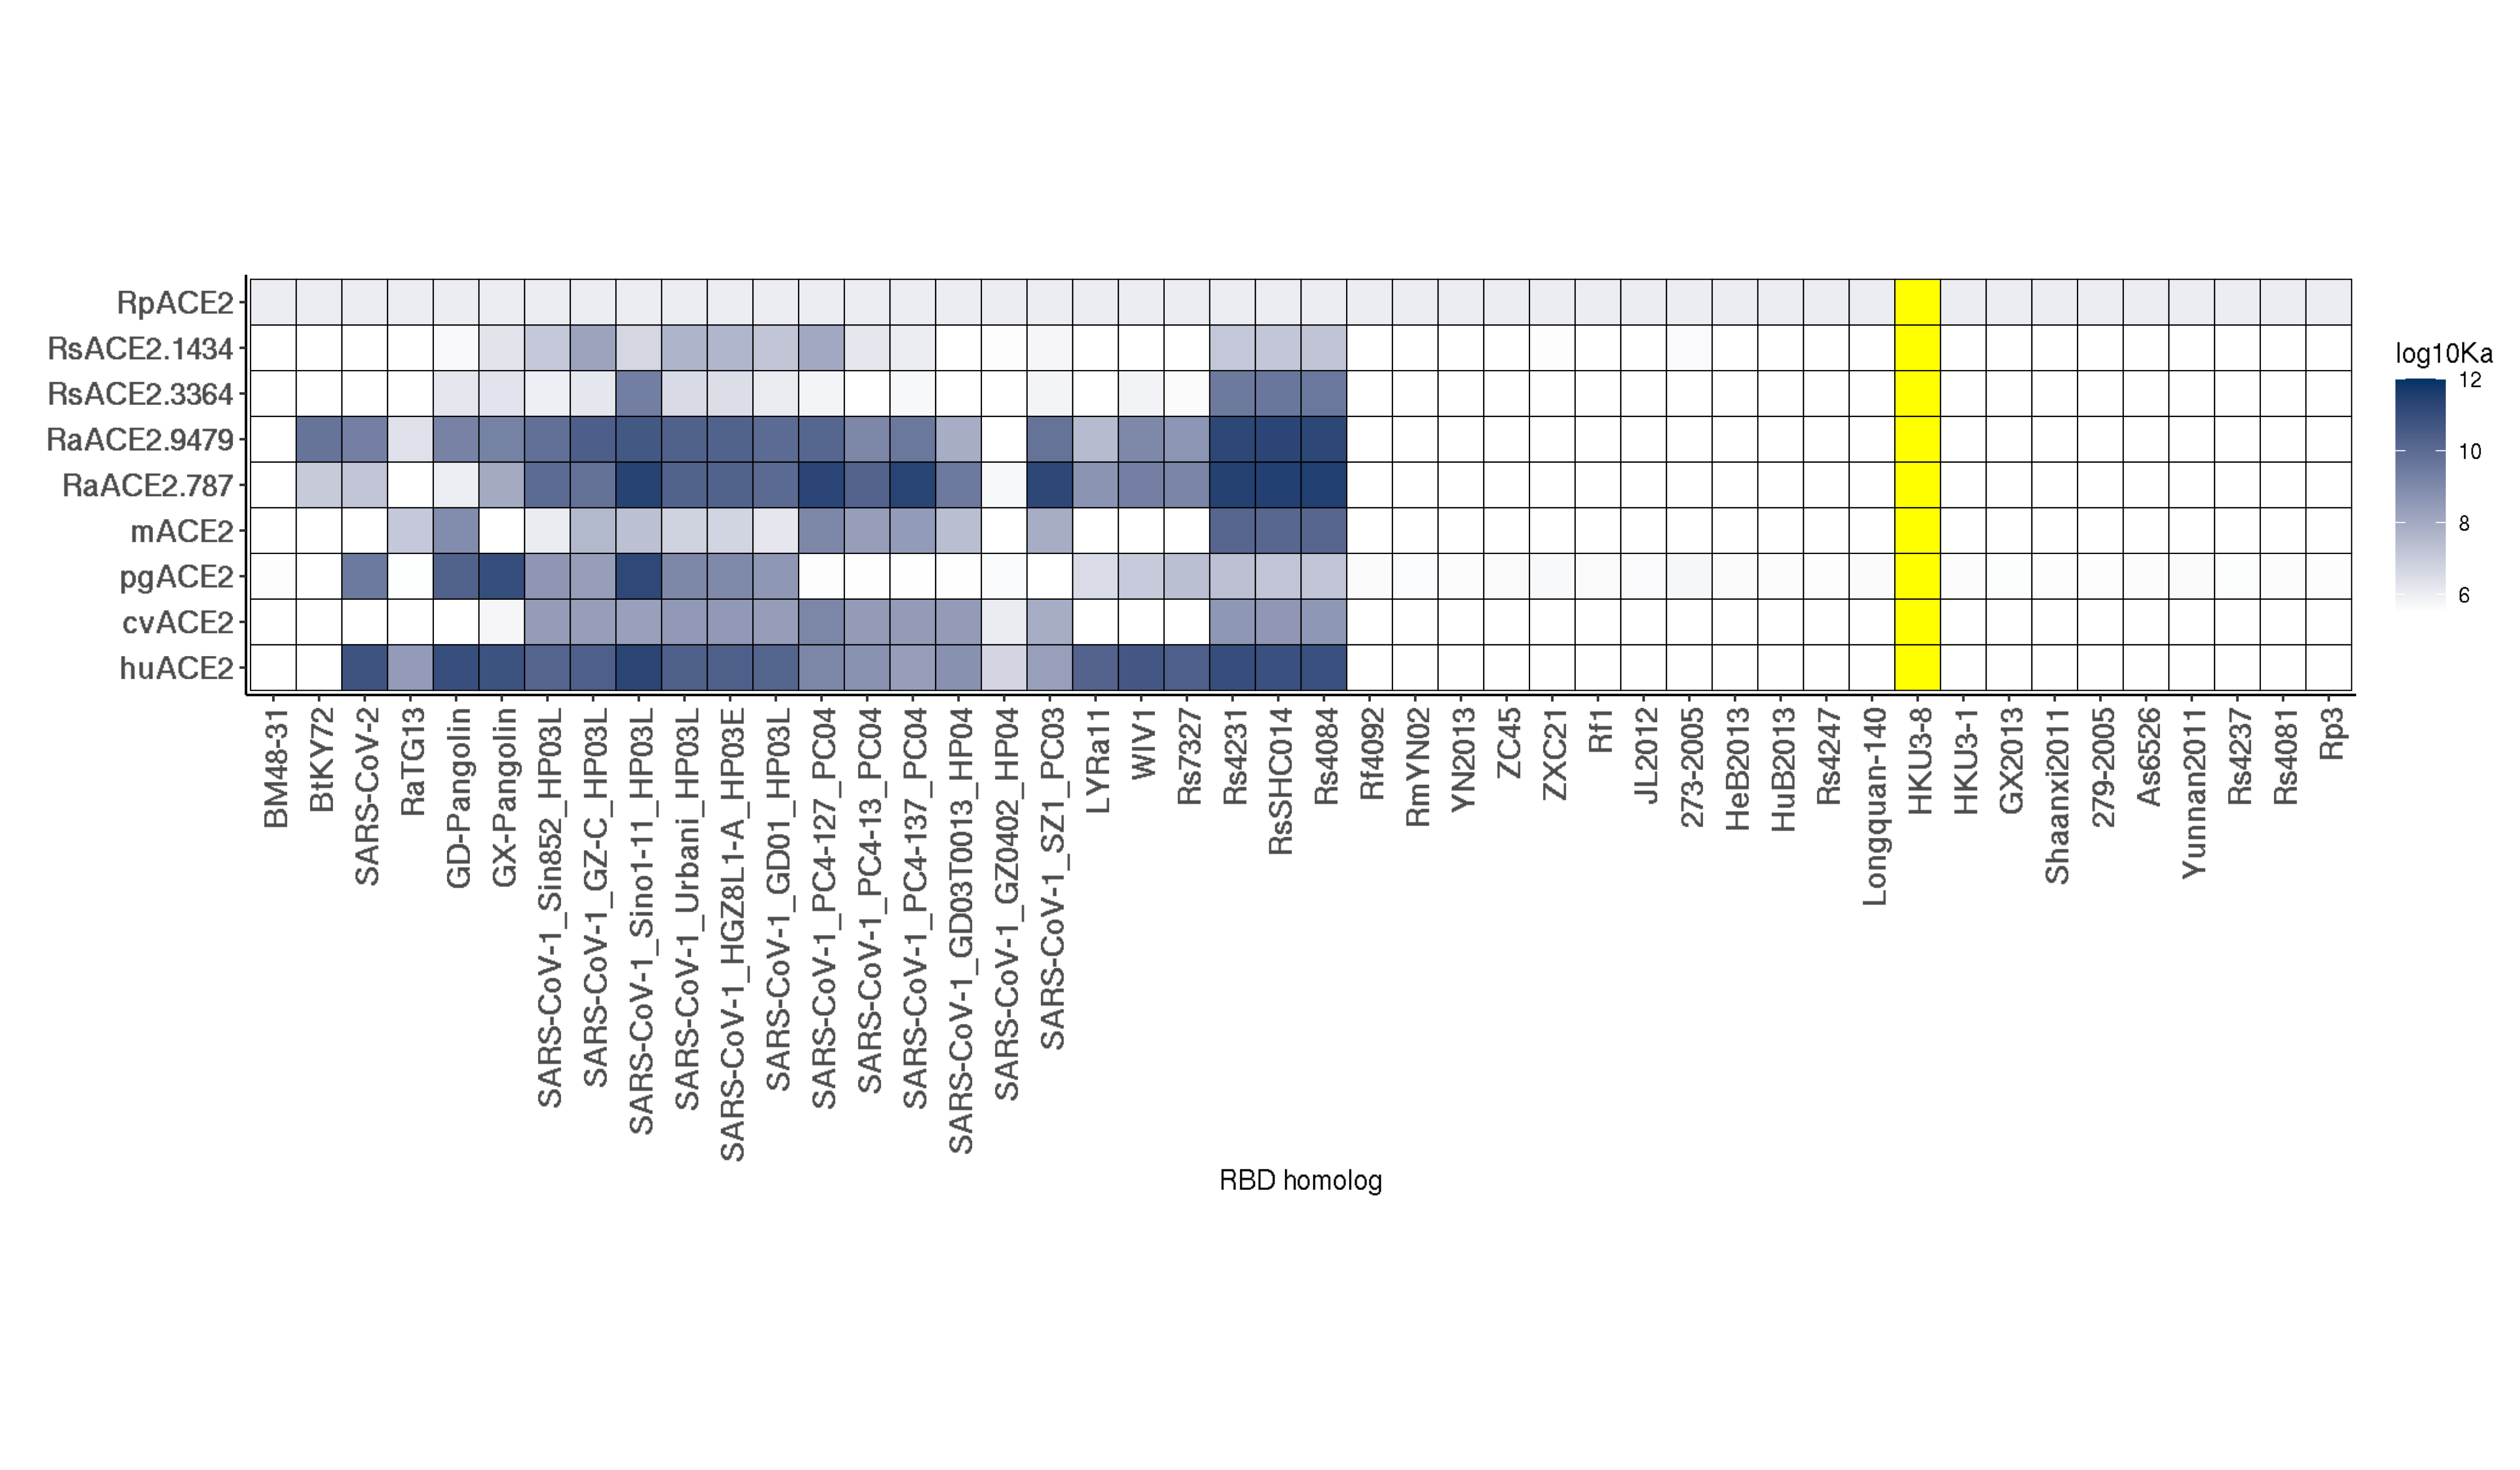 RpACE2
RsACE2.1434
RsACE2.3364
RaACE2.9479
RaACE2.787
mACE2
pgACE2
cvACE2
huACE2
log10Ka
12
10
8
6
BM48-31
BtKY72
SARS-CoV-2
RaTG13
GD-Pangolin
GX-Pangolin
SARS-CoV-1_Sin852_HP03L
SARS-CoV-1_GZ-C_HP03L
SARS-CoV-1_Sino1-11_HP03L
SARS-CoV-1_Urbani_HP03L
SARS-CoV-1_HGZ8L1-A_HP03E
SARS-CoV-1_GD01_HP03L
SARS-CoV-1_PC4-127_PC04
SARS-CoV-1_PC4-13_PC04
SARS-CoV-1_PC4-137_PC04
SARS-CoV-1_GD03T0013_HP04
SARS-CoV-1_GZ0402_HP04
SARS-CoV-1_SZ1_PC03
LYRa11
WIV1
Rs7327
Rs4231
RsSHC014
Rs4084
Rf4092
RmYN02
YN2013
ZC45
ZXC21
Rf1
JL2012
273-2005
HeB2013
HuB2013
Rs4247
Longquan-140
HKU3-8
HKU3-1
GX2013
Shaanxi2011
279-2005
As6526
Yunnan2011
Rs4237
Rs4081
Rp3
RBD homolog